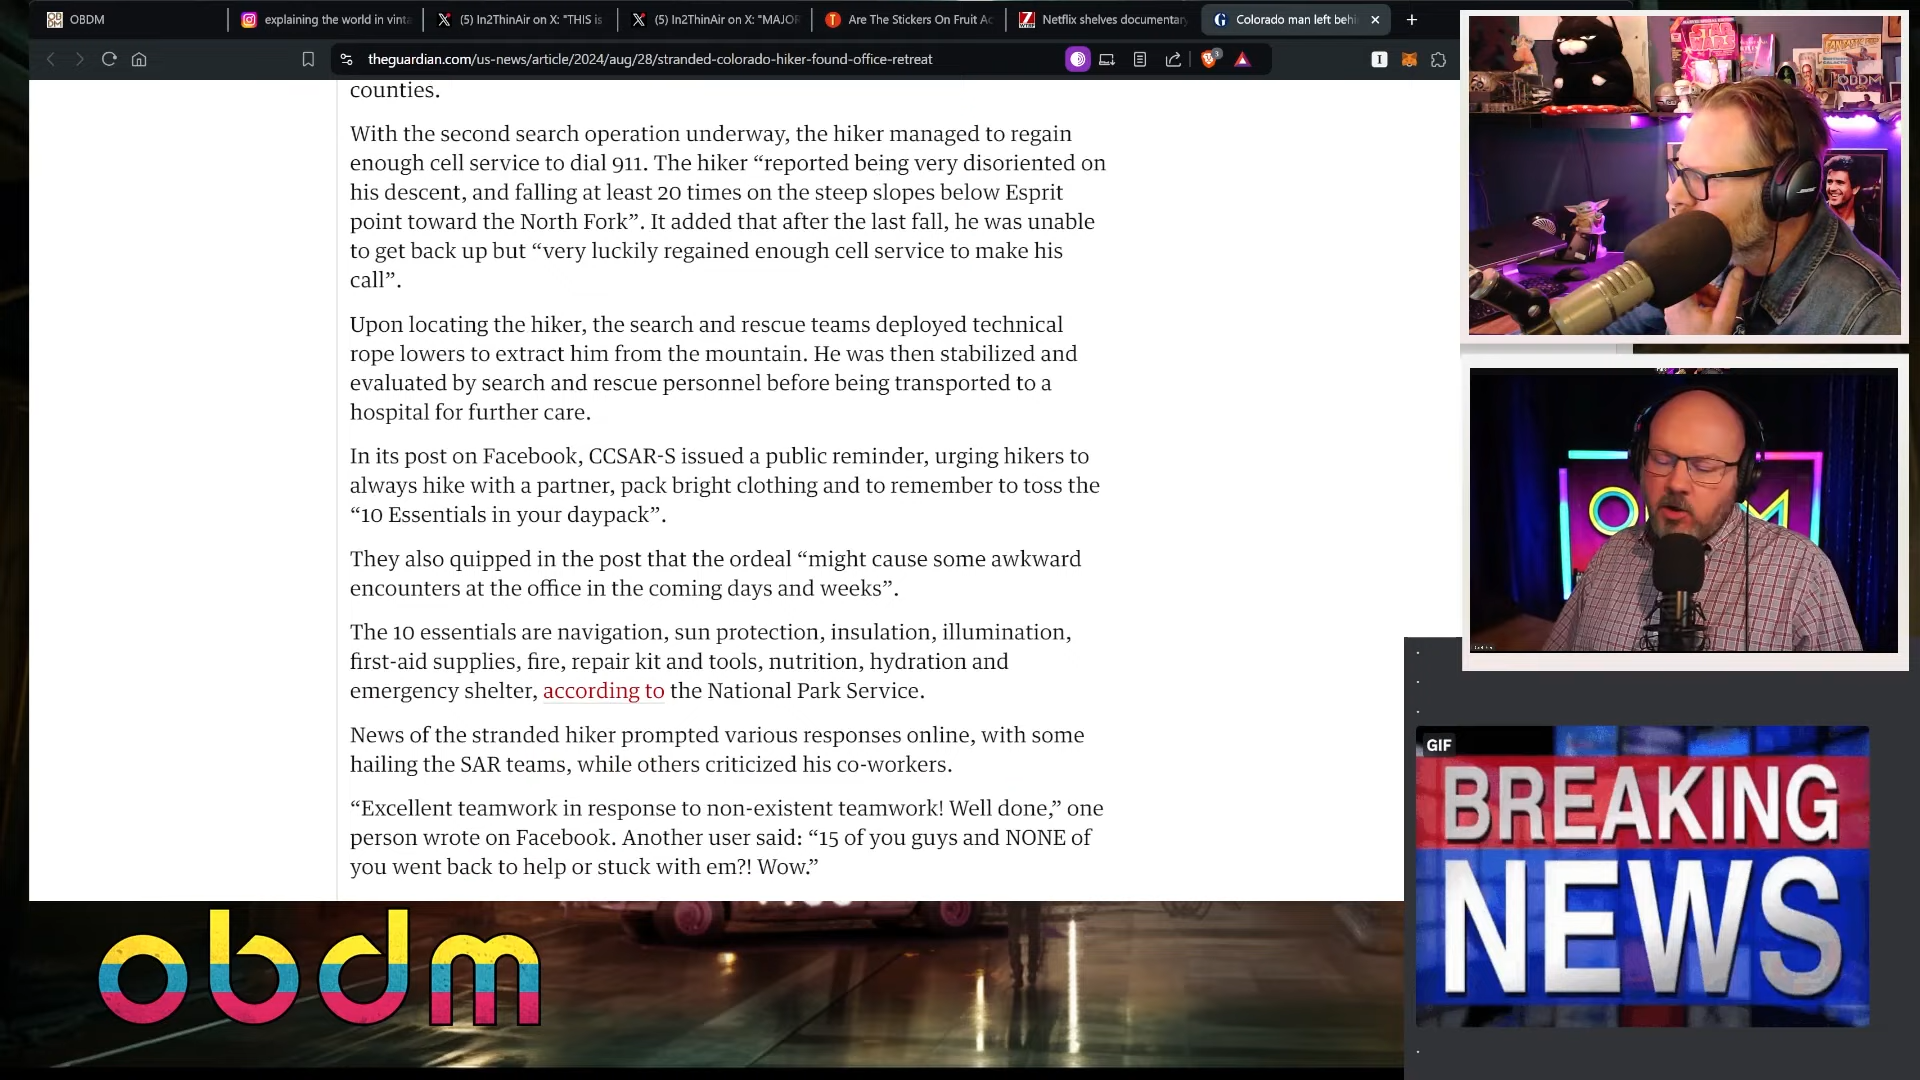 OBDM
explaining the world in vint
(5) In2ThinAir on X: "THIS is
(5) In2ThinAir on X: "MAJOR
Are The Stickers On Fruit Ac
Netflix shelves documentary
Colorado man left behi
theguardian.com/us-news/article/2024/aug/28/stranded-colorado-hiker-found-office-retreat
counties.
With the second search operation underway, the hiker managed to regain
enough cell service to dial 911. The hiker “reported being very disoriented on
his descent, and falling at least 20 times on the steep slopes below Esprit
point toward the North Fork”. It added that after the last fall, he was unable
to get back up but “very luckily regained enough cell service to make his
call”.
Upon locating the hiker, the search and rescue teams deployed technical
rope lowers to extract him from the mountain. He was then stabilized and
evaluated by search and rescue personnel before being transported to a
hospital for further care.
In its post on Facebook, CCSAR-S issued a public reminder, urging hikers to
always hike with a partner, pack bright clothing and to remember to toss the
“10 Essentials in your daypack”.
They also quipped in the post that the ordeal “might cause some awkward
encounters at the office in the coming days and weeks”.
The 10 essentials are navigation, sun protection, insulation, illumination,
first-aid supplies, fire, repair kit and tools, nutrition, hydration and
emergency shelter, according to the National Park Service.
News of the stranded hiker prompted various responses online, with some
hailing the SAR teams, while others criticized his co-workers.
“Excellent teamwork in response to non-existent teamwork! Well done,” one
person wrote on Facebook. Another user said: “15 of you guys and NONE of
you went back to help or stuck with em?! Wow.”
STAR
WARS
OBDM
BOSE
GIF
BREAKING
NEWS
obdm